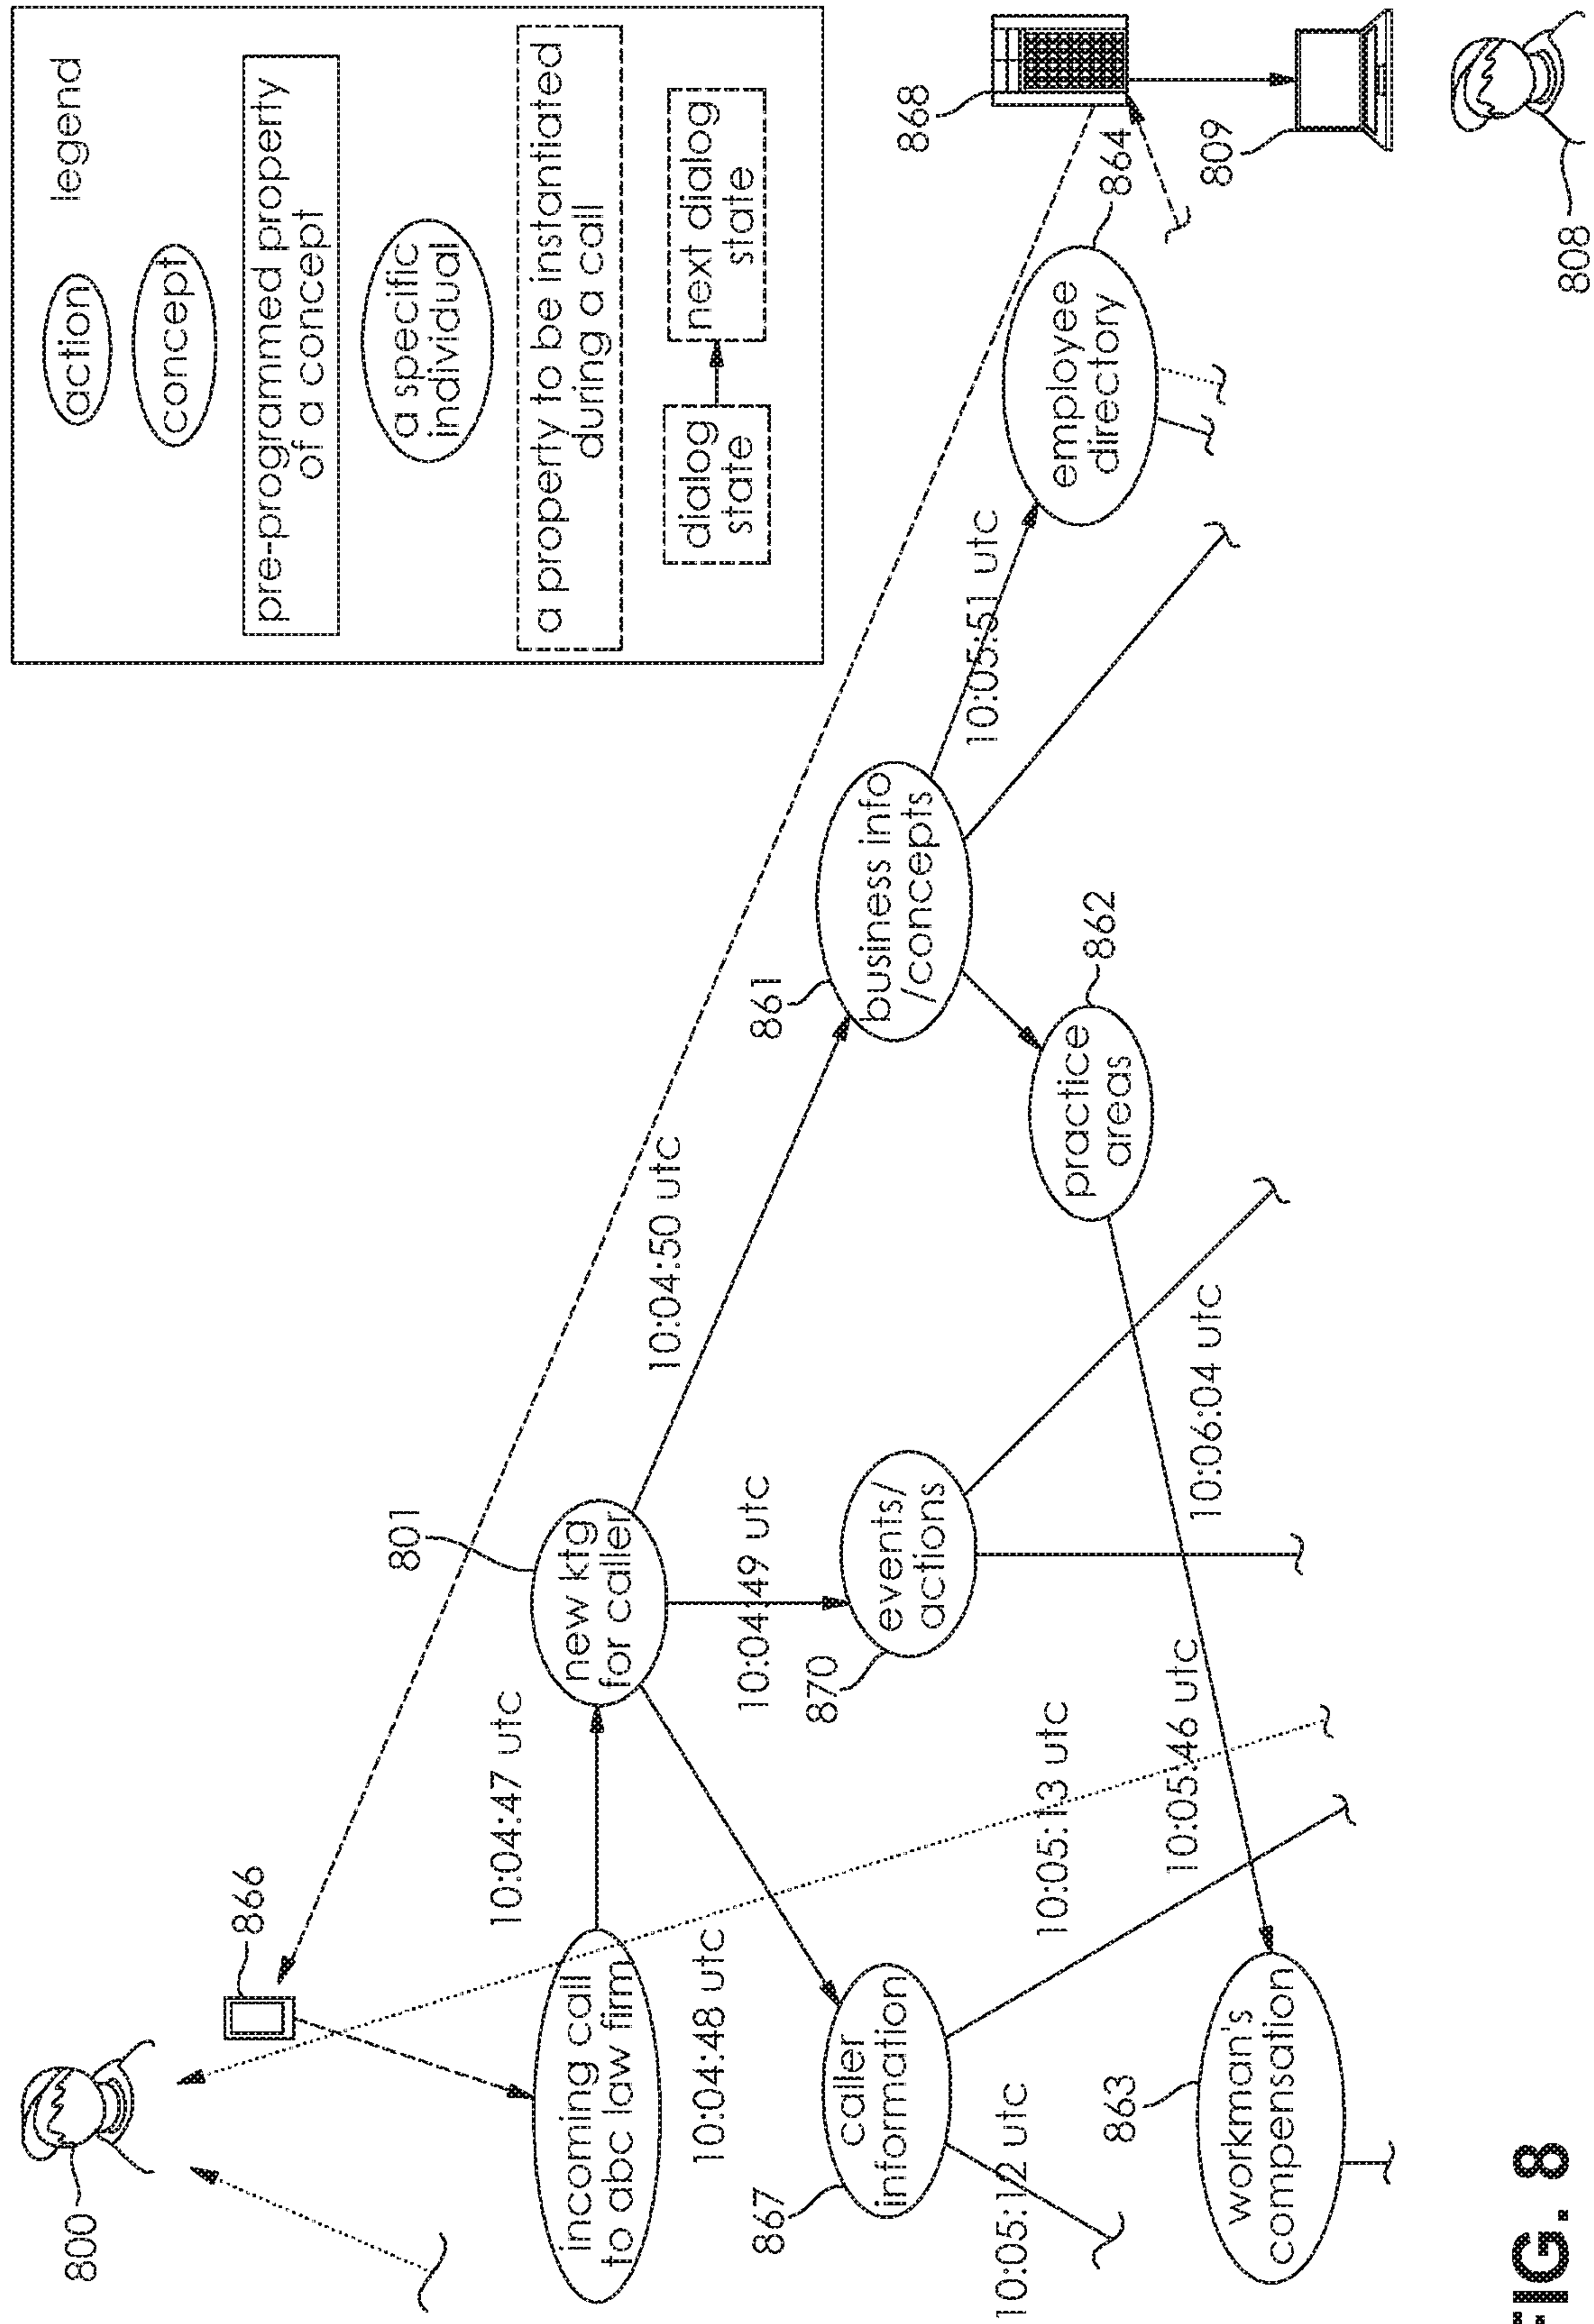 legend
action
concept
pre-programmed property
of a concept
a specific
individual
a property to be instantiated
during a call
dialog
state
next dialog
state
800
866
incoming call
to abc law firm
10:04:47 utc
801
new ktg
for caller
10:04:50 utc
10:04:48 utc
10:04:49 utc
867
caller
information
870
events/
actions
861
business info
/concepts
10:05:51 utc
employee
directory
864
868
809
808
10:05:12 utc
10:05:13 utc
practice
areas
862
863
workman's
compensation
10:05:46 utc
10:06:04 utc
FIG. 8